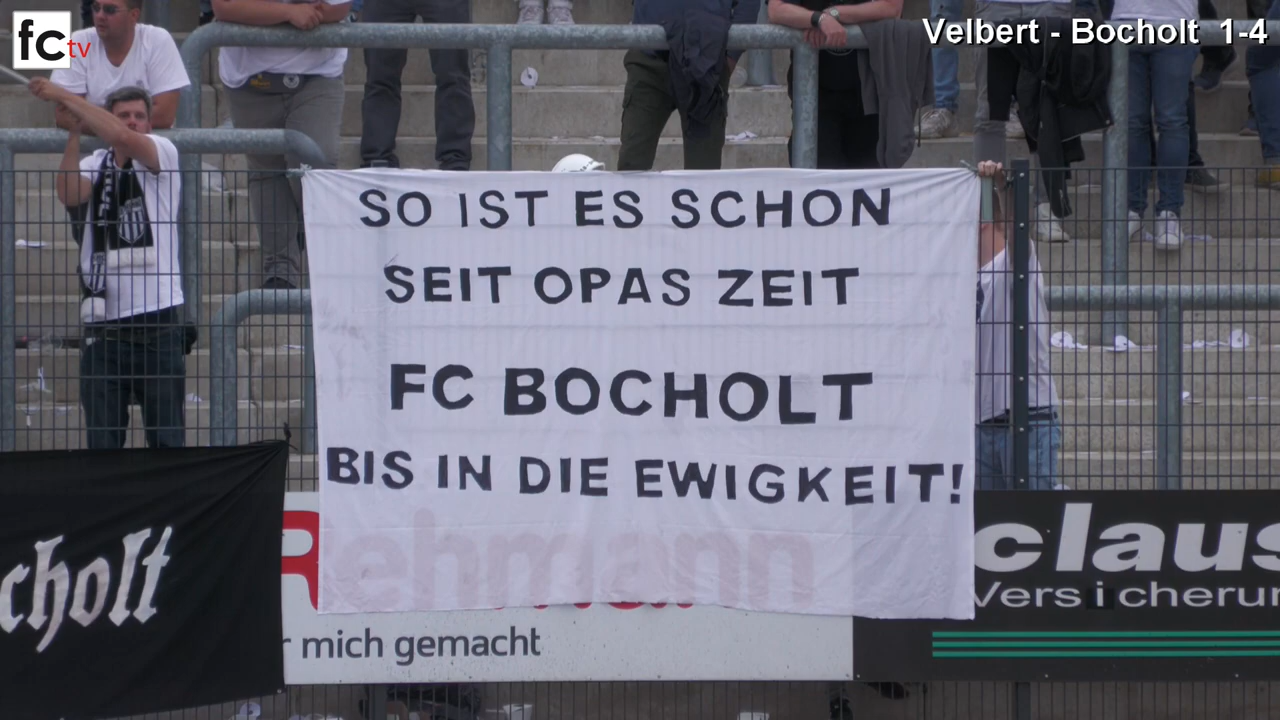 fctv
Velbert - Bocholt 1-4
SO IST ES SCHON
SEIT OPAS ZEIT
FC BOCHOLT
BIS IN DIE EWIGKEIT!
Rehmann
r mich gemacht
cholt
claus
Versicherun